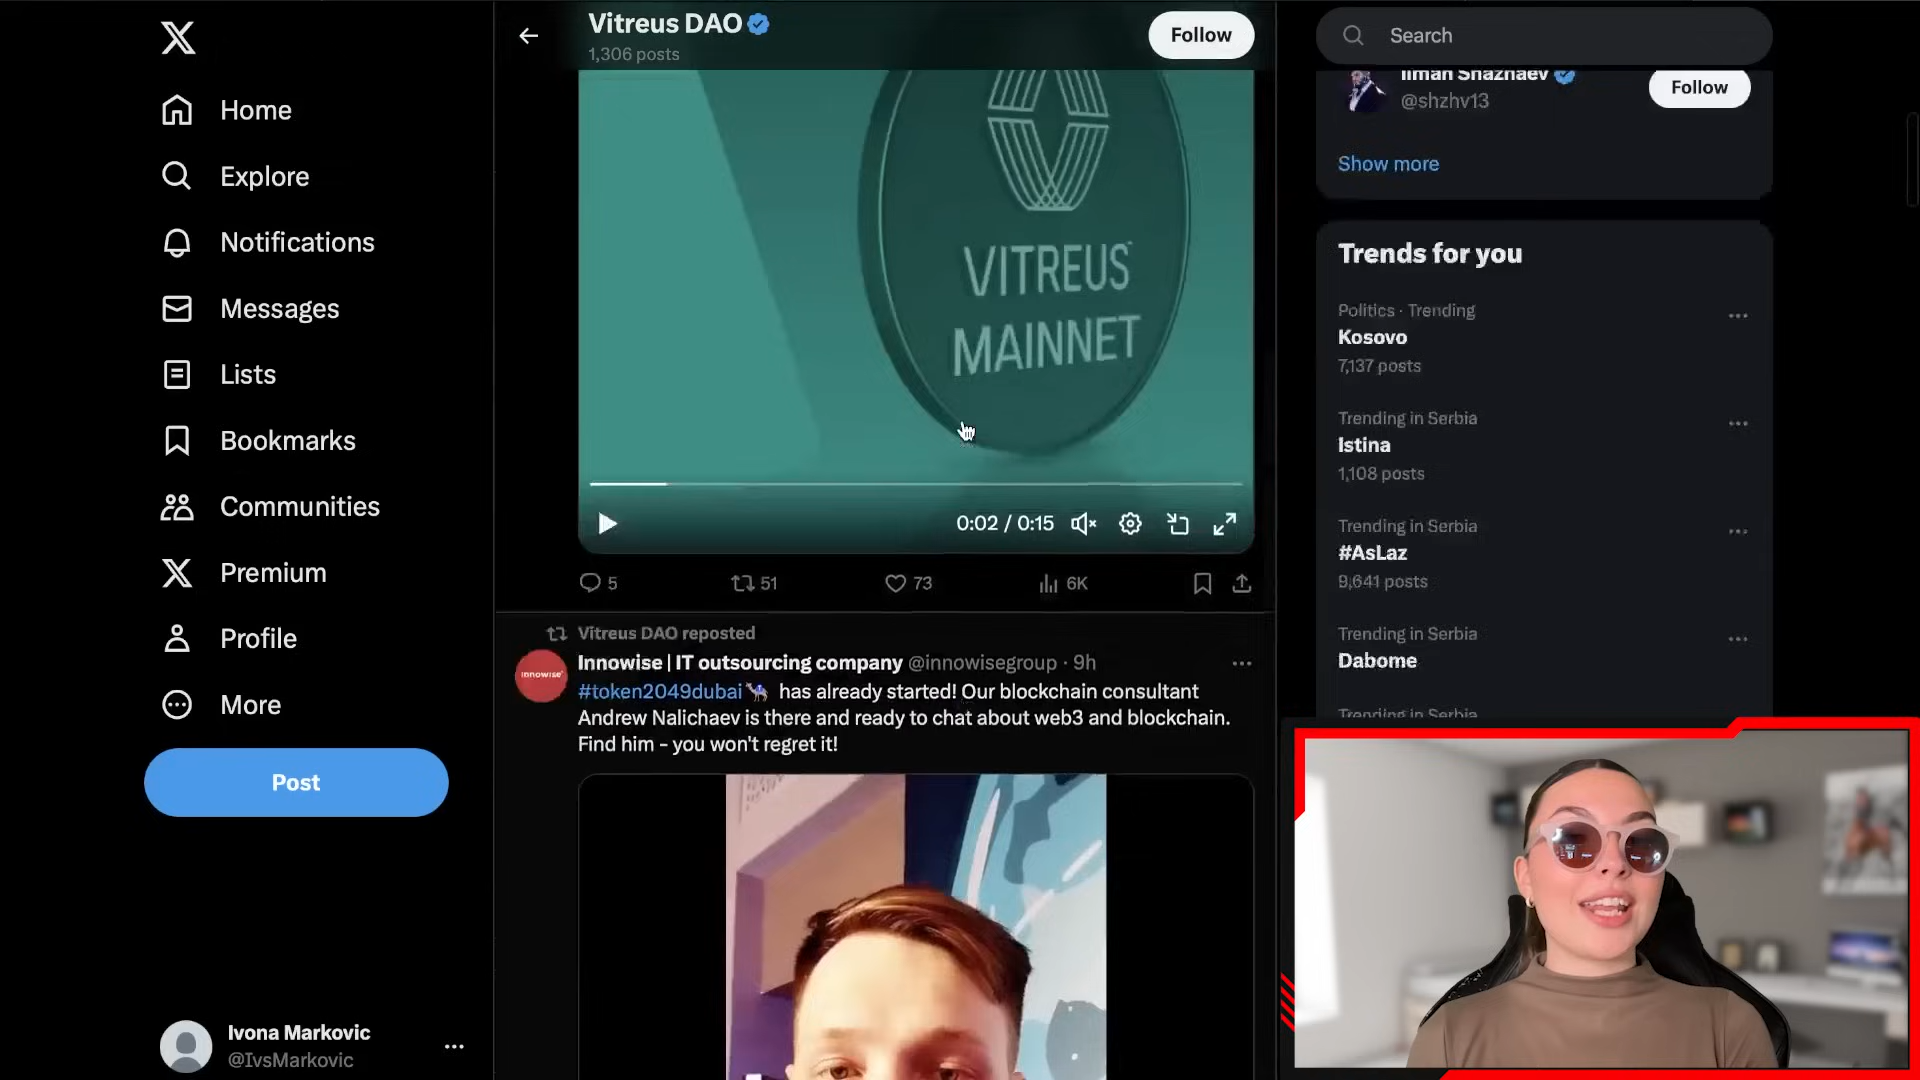 Home
Explore
Notifications
Messages
Lists
Bookmarks
Communities
Premium
Profile
More
Post
Ivona Markovic
@IvsMarkovic
Vitreus DAO
1,306 posts
Follow
VITREUS
MAINNET
0:02 / 0:15
5
51
73
6K
Vitreus DAO reposted
Innowise | IT outsourcing company @innowisegroup · 9h
#token2049dubai has already started! Our blockchain consultant
Andrew Nalichaev is there and ready to chat about web3 and blockchain.
Find him - you won't regret it!
innowise
Search
Ilman Shazhaev
@shzhv13
Follow
Show more
Trends for you
Politics · Trending
Kosovo
7,137 posts
Trending in Serbia
Istina
1,108 posts
Trending in Serbia
#AsLaz
9,641 posts
Trending in Serbia
Dabome
Trending in Serbia